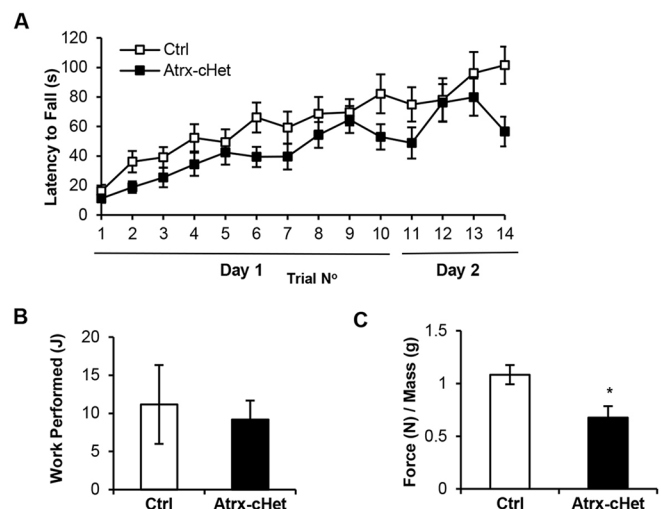 A
120
100
80
60
40
20
0
Latency to Fall (s)
Ctrl
Atrx-cHet
1 2 3 4 5 6 7 8 9 10 11 12 13 14
Day 1 Trial Nº Day 2
B
20
15
10
5
0
Work Performed (J)
Ctrl Atrx-cHet
C
1.5
1
0.5
0
Force (N) / Mass (g)
*
Ctrl Atrx-cHet